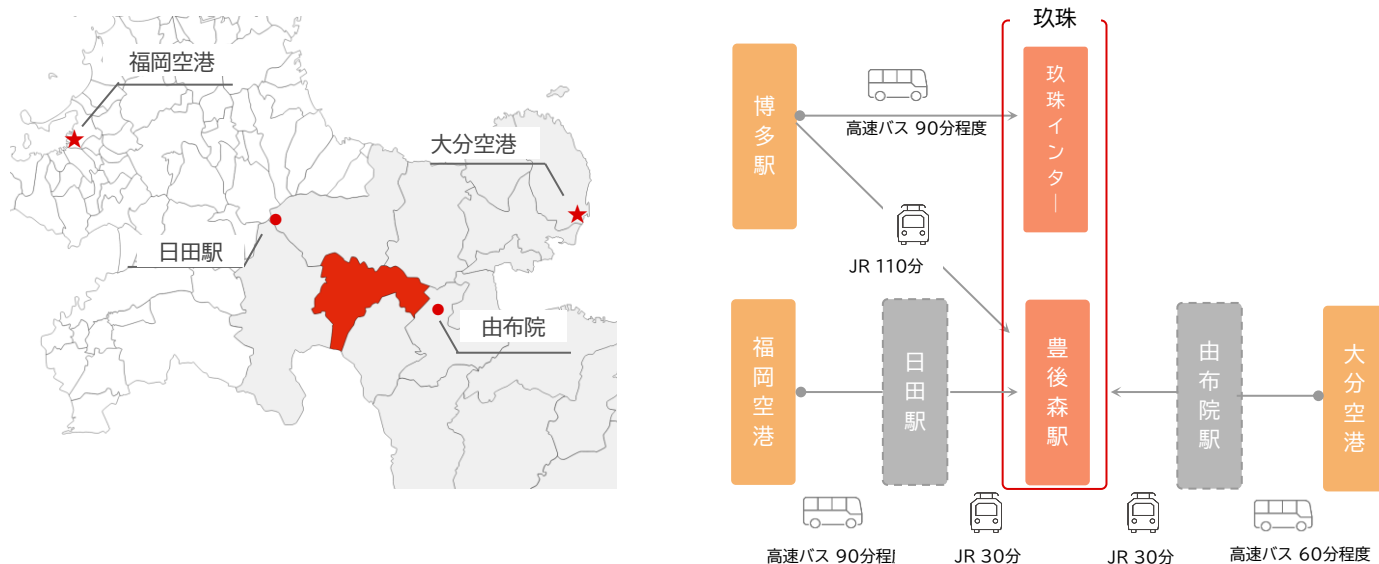 福岡空港
大分空港
日田駅
由布院
玖珠
博多駅
高速バス 90分程度
玖珠インター
JR 110分
福岡空港
日田駅
豊後森駅
由布院駅
大分空港
高速バス 90分程
JR 30分
JR 30分
高速バス 60分程度